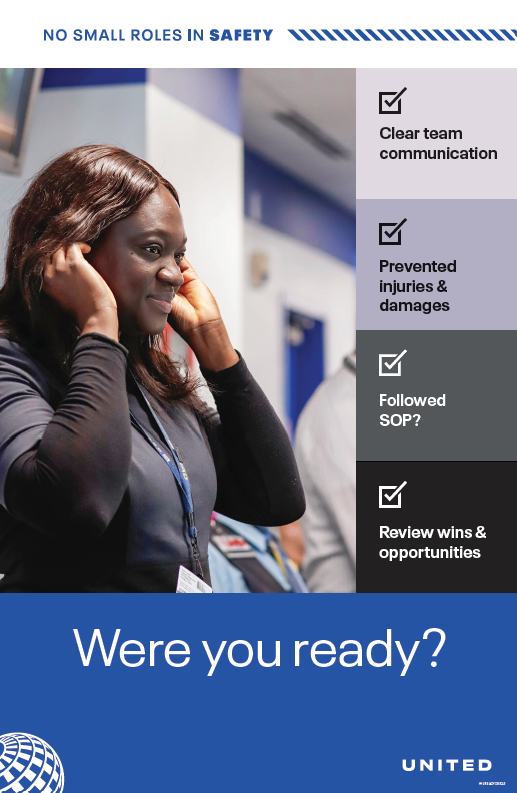 NO SMALL ROLES IN SAFETY
Clear team
communication
Prevented
injuries &
damages
Followed
SOP?
Review wins &
opportunities
Were you ready?
UNITED